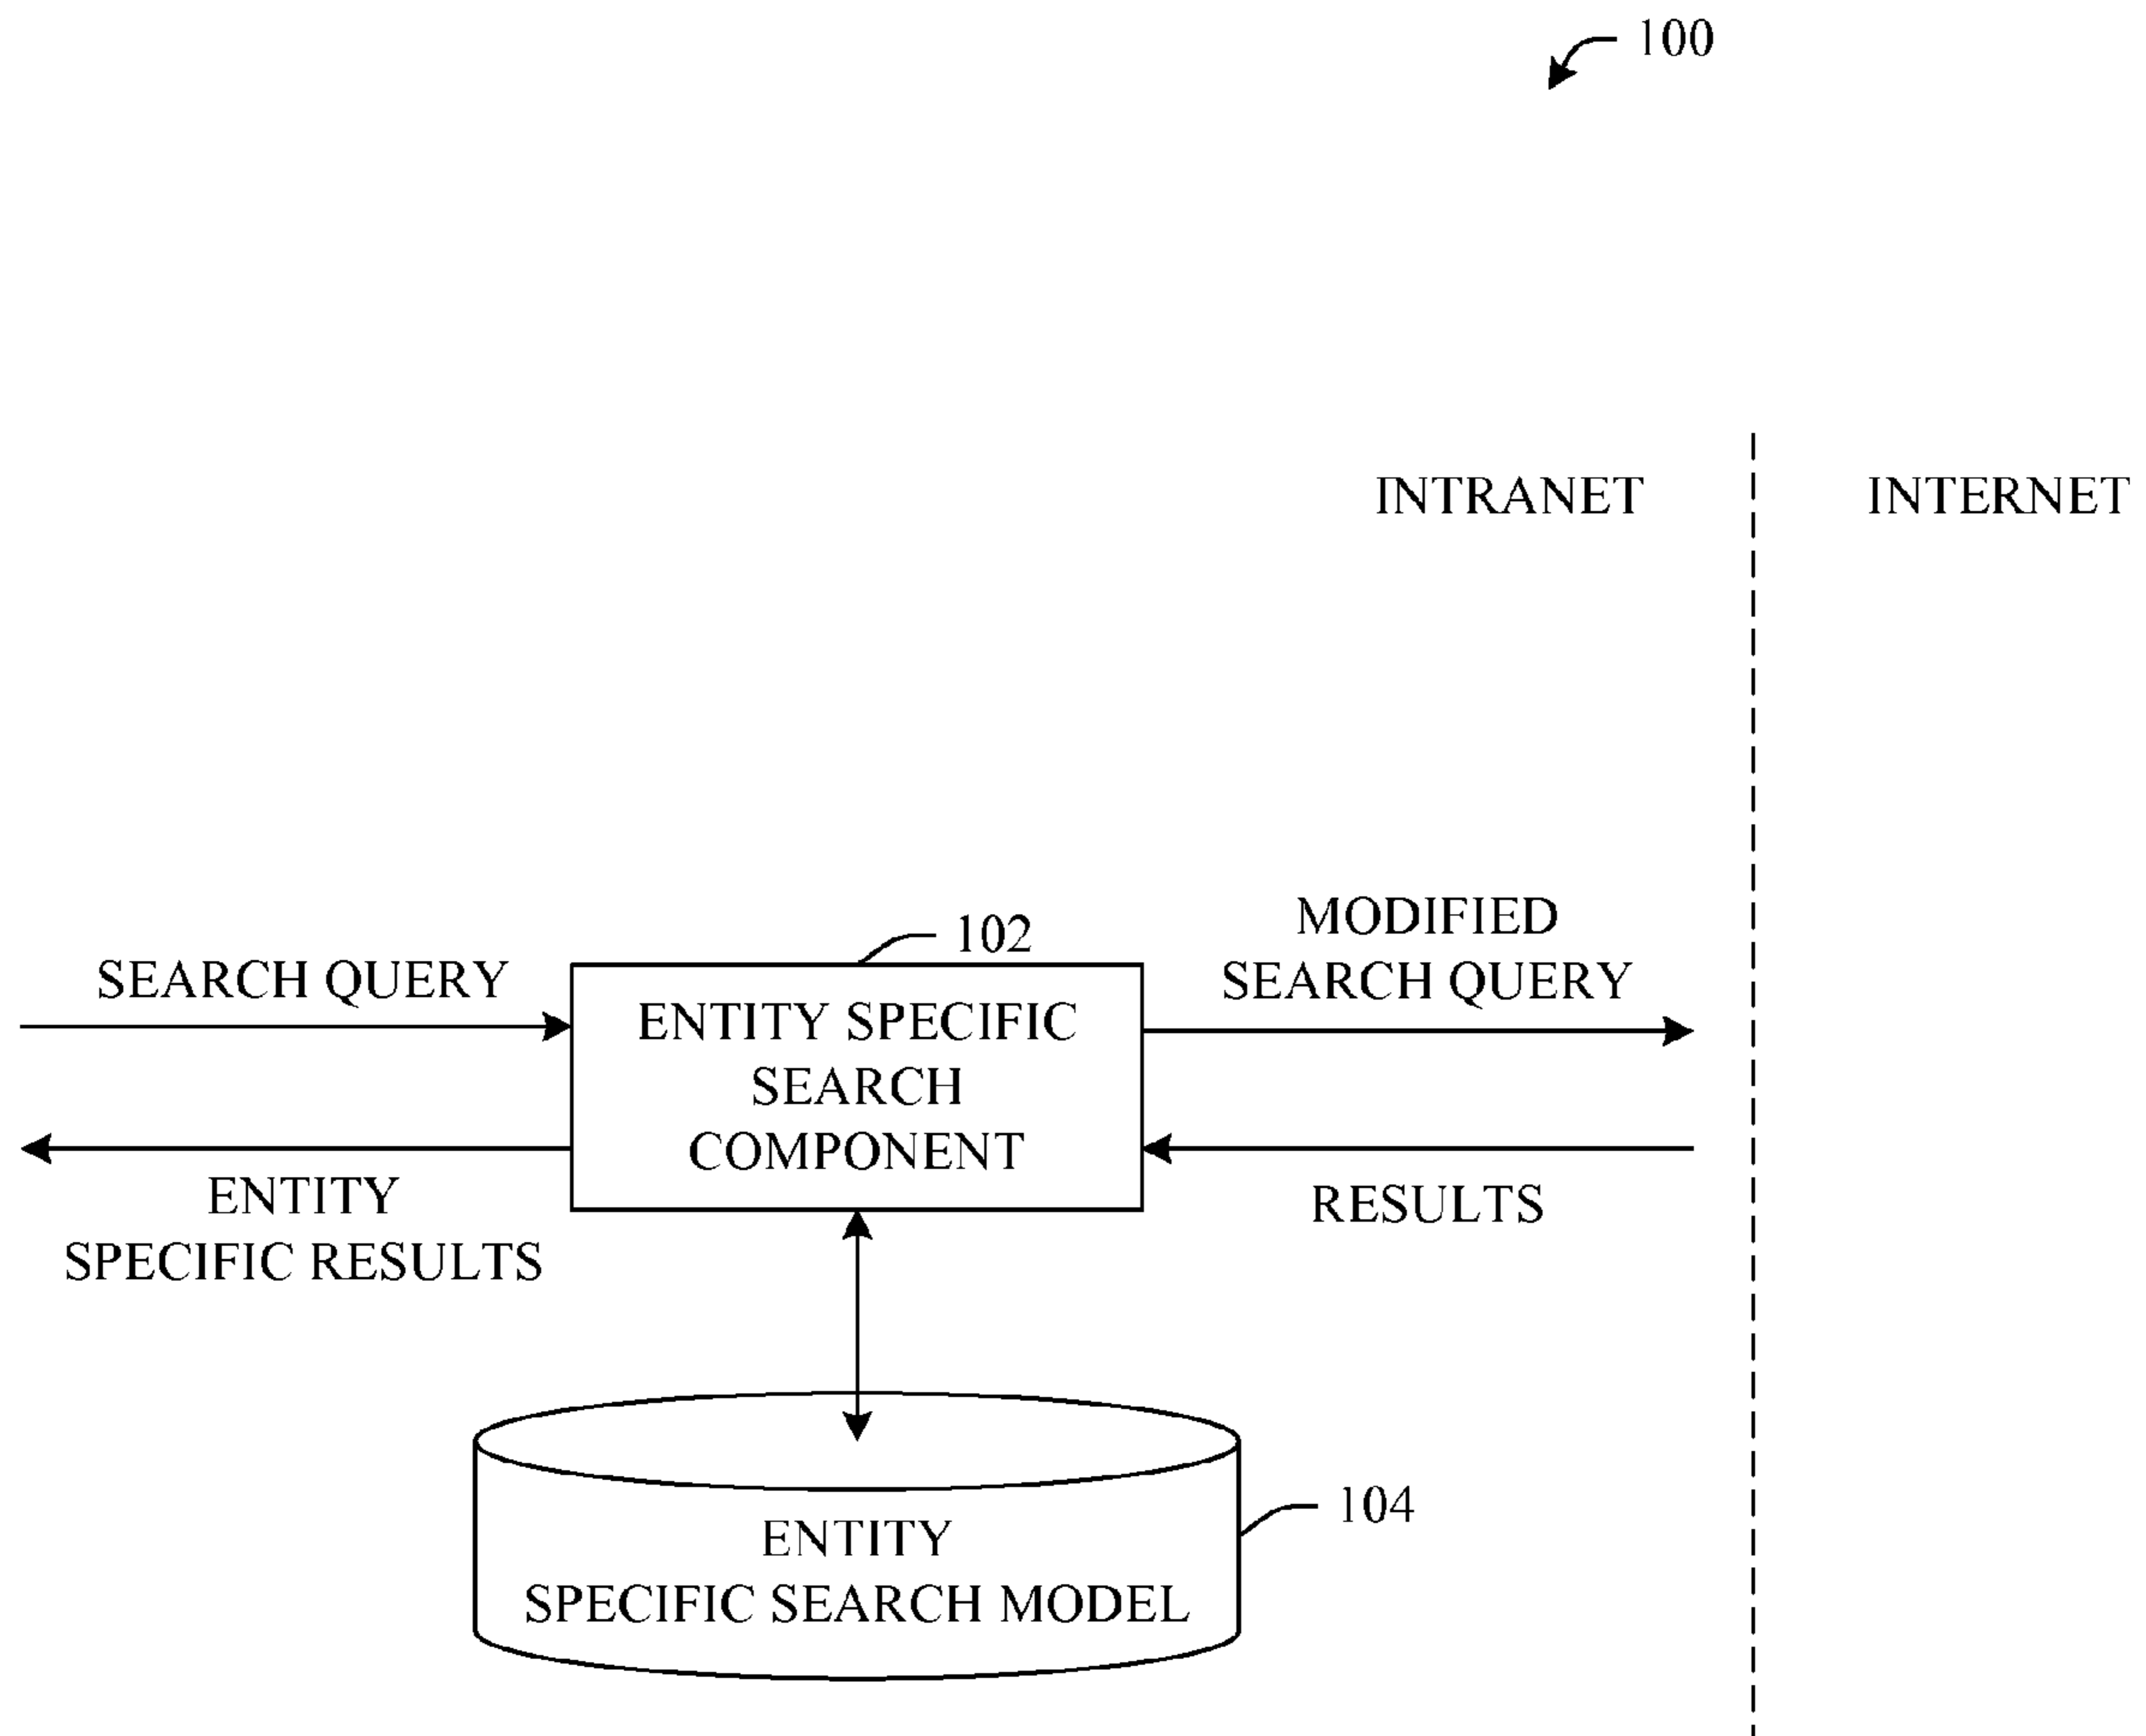 100
INTRANET
INTERNET
MODIFIED
SEARCH QUERY
102
SEARCH QUERY
ENTITY SPECIFIC
SEARCH
COMPONENT
ENTITY
SPECIFIC RESULTS
RESULTS
104
ENTITY
SPECIFIC SEARCH MODEL